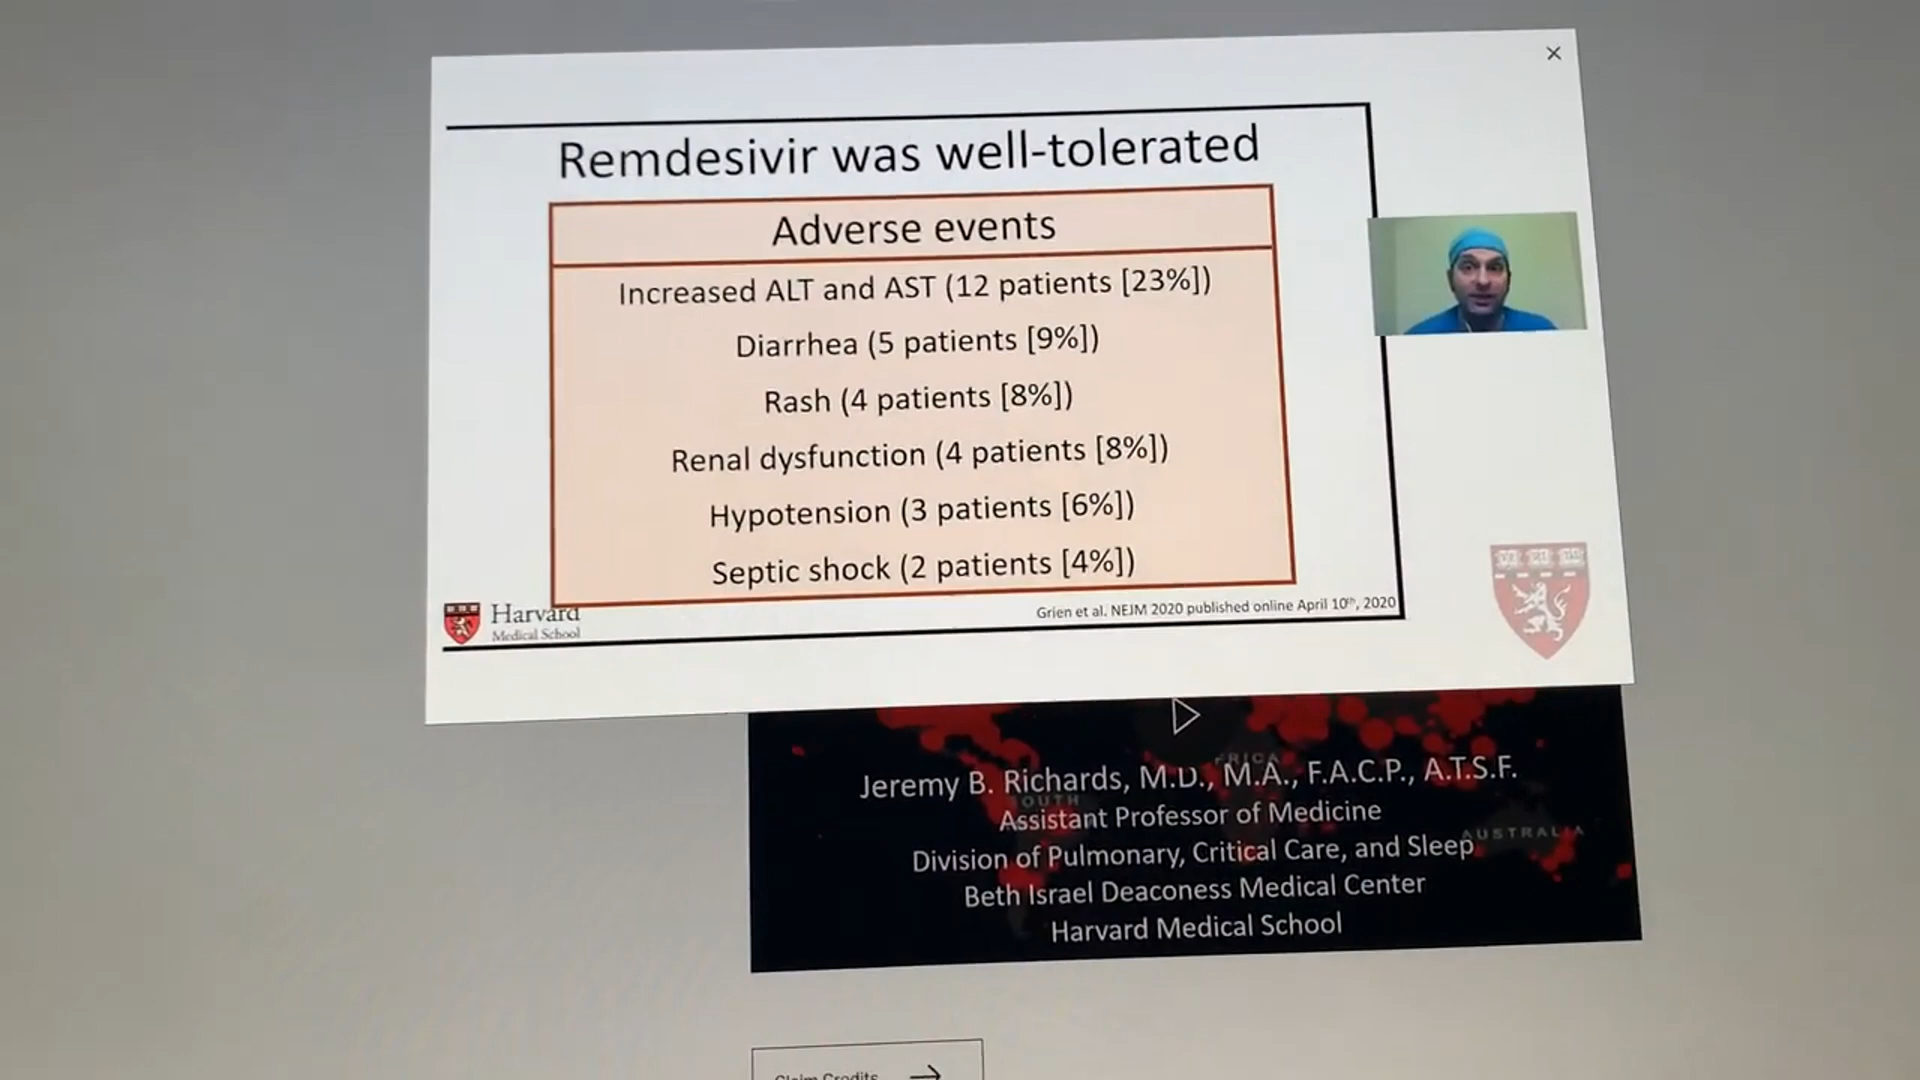 Remdesivir was well-tolerated
Adverse events
Increased ALT and AST (12 patients [23%])
Diarrhea (5 patients [9%])
Rash (4 patients [8%])
Renal dysfunction (4 patients [8%])
Hypotension (3 patients [6%])
Septic shock (2 patients [4%])
Harvard
Medical School
Grien et al. NEJM 2020 published online April 10th, 2020
Jeremy B. Richards, M.D., M.A., F.A.C.P., A.T.S.F.
Assistant Professor of Medicine
Division of Pulmonary, Critical Care, and Sleep
Beth Israel Deaconess Medical Center
Harvard Medical School
AUSTRALIA
Claim Credits